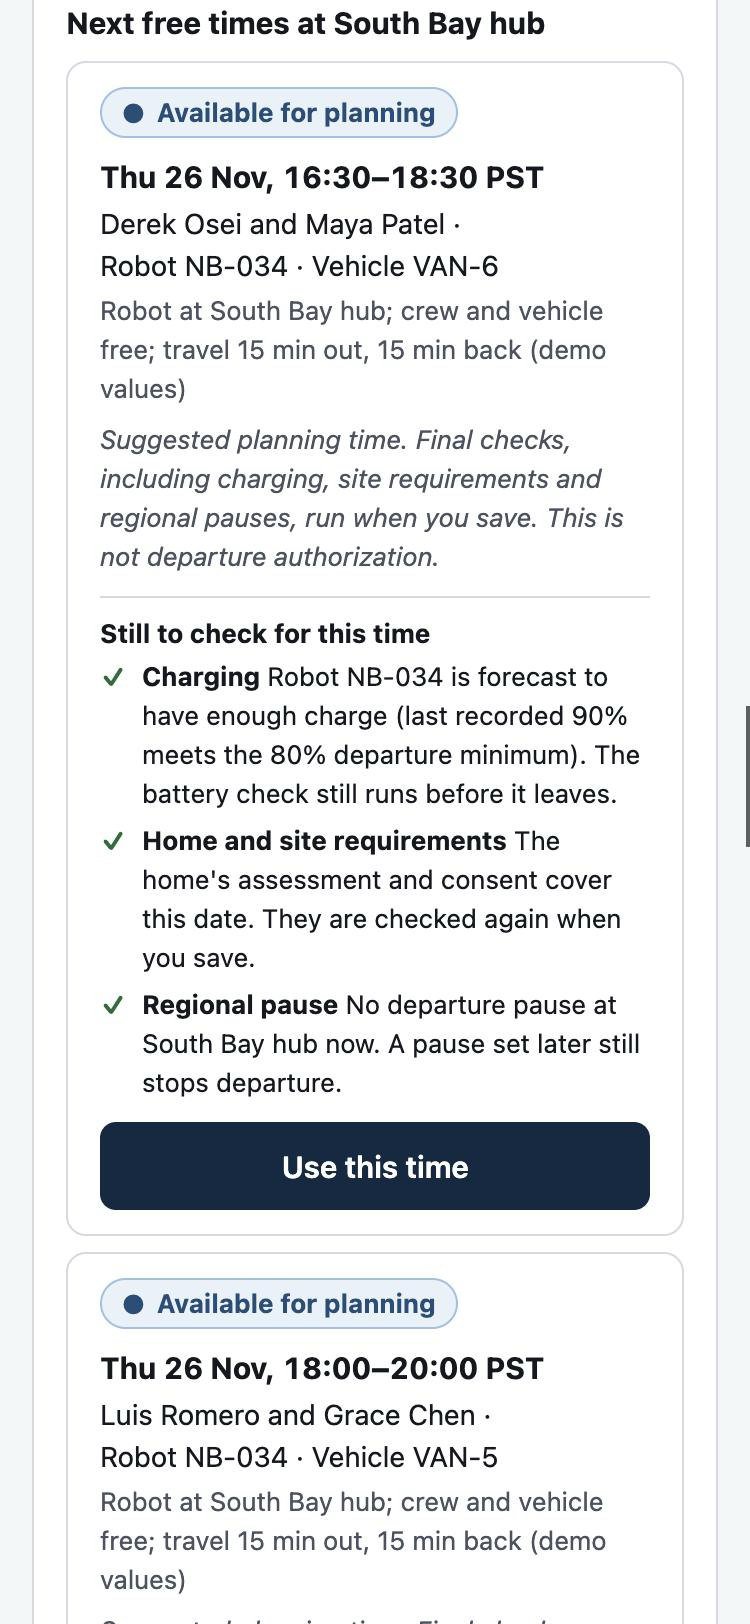 Next free times at South Bay hub
Available for planning
Thu 26 Nov, 16:30–18:30 PST
Derek Osei and Maya Patel ·
Robot NB-034 · Vehicle VAN-6
Robot at South Bay hub; crew and vehicle
free; travel 15 min out, 15 min back (demo
values)
Suggested planning time. Final checks,
including charging, site requirements and
regional pauses, run when you save. This is
not departure authorization.
Still to check for this time
Charging Robot NB-034 is forecast to
have enough charge (last recorded 90%
meets the 80% departure minimum). The
battery check still runs before it leaves.
Home and site requirements The
home's assessment and consent cover
this date. They are checked again when
you save.
Regional pause No departure pause at
South Bay hub now. A pause set later still
stops departure.
Use this time
Available for planning
Thu 26 Nov, 18:00–20:00 PST
Luis Romero and Grace Chen ·
Robot NB-034 · Vehicle VAN-5
Robot at South Bay hub; crew and vehicle
free; travel 15 min out, 15 min back (demo
values)